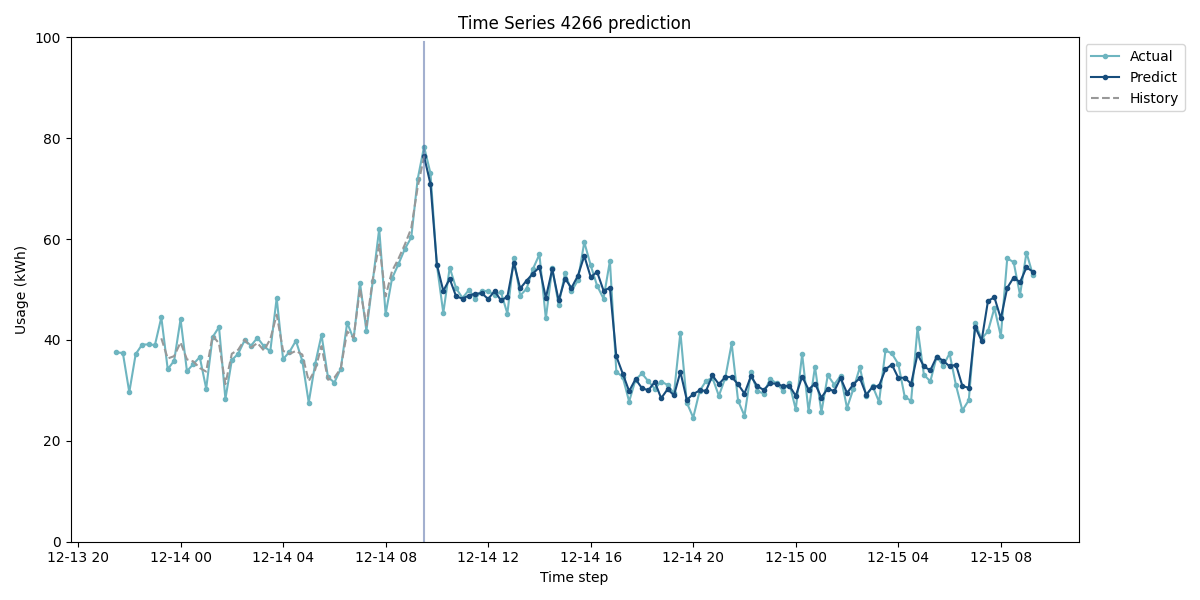 Time Series 4266 prediction
Actual
Predict
History
Usage (kWh)
100
80
60
40
20
0
12-13 20 12-14 00 12-14 04 12-14 08 12-14 12 12-14 16 12-14 20 12-15 00 12-15 04 12-15 08
Time step